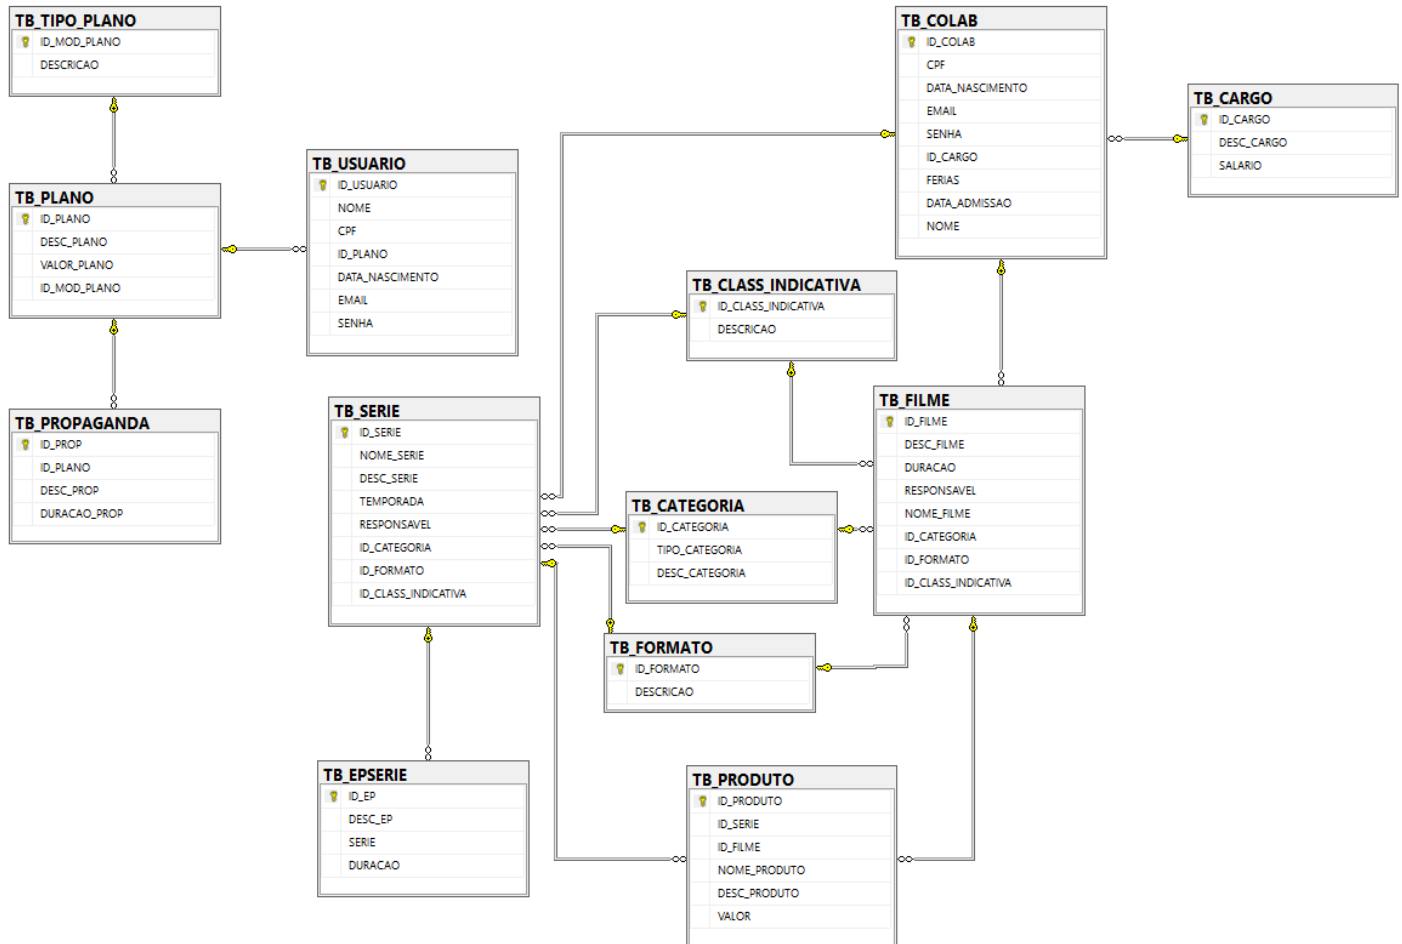 TB_TIPO_PLANO
ID_MOD_PLANO
DESCRICAO
TB_PLANO
ID_PLANO
DESC_PLANO
VALOR_PLANO
ID_MOD_PLANO
TB_PROPAGANDA
ID_PROP
ID_PLANO
DESC_PROP
DURACAO_PROP
TB_USUARIO
ID_USUARIO
NOME
CPF
ID_PLANO
DATA_NASCIMENTO
EMAIL
SENHA
TB_SERIE
ID_SERIE
NOME_SERIE
DESC_SERIE
TEMPORADA
RESPONSAVEL
ID_CATEGORIA
ID_FORMATO
ID_CLASS_INDICATIVA
TB_EPSERIE
ID_EP
DESC_EP
SERIE
DURACAO
TB_CLASS_INDICATIVA
ID_CLASS_INDICATIVA
DESCRICAO
TB_CATEGORIA
ID_CATEGORIA
TIPO_CATEGORIA
DESC_CATEGORIA
TB_FORMATO
ID_FORMATO
DESCRICAO
TB_PRODUTO
ID_PRODUTO
ID_SERIE
ID_FILME
NOME_PRODUTO
DESC_PRODUTO
VALOR
TB_COLAB
ID_COLAB
CPF
DATA_NASCIMENTO
EMAIL
SENHA
ID_CARGO
FERIAS
DATA_ADMISSAO
NOME
TB_FILME
ID_FILME
DESC_FILME
DURACAO
RESPONSAVEL
NOME_FILME
ID_CATEGORIA
ID_FORMATO
ID_CLASS_INDICATIVA
TB_CARGO
ID_CARGO
DESC_CARGO
SALARIO